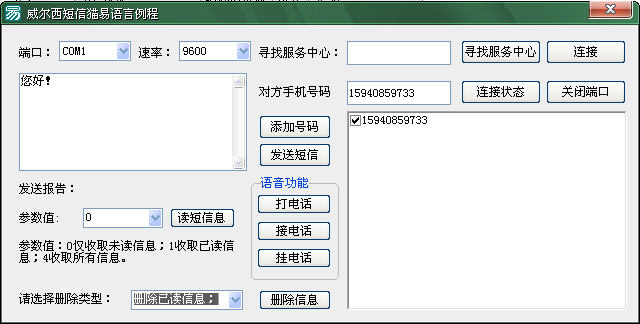 威尔西短信猫易语言例程
端口： COM1 速率： 9600 寻找服务中心： 寻找服务中心 连接
您好！
对方手机号码 15940859733 连接状态 关闭端口
添加号码 15940859733
发送短信
发送报告： 语音功能
参数值: 0 读短信息 打电话
接电话
参数值：0仅收取未读信息；1收取已读信
息；4收取所有信息。
挂电话
请选择删除类型： 删除已读信息； 删除信息